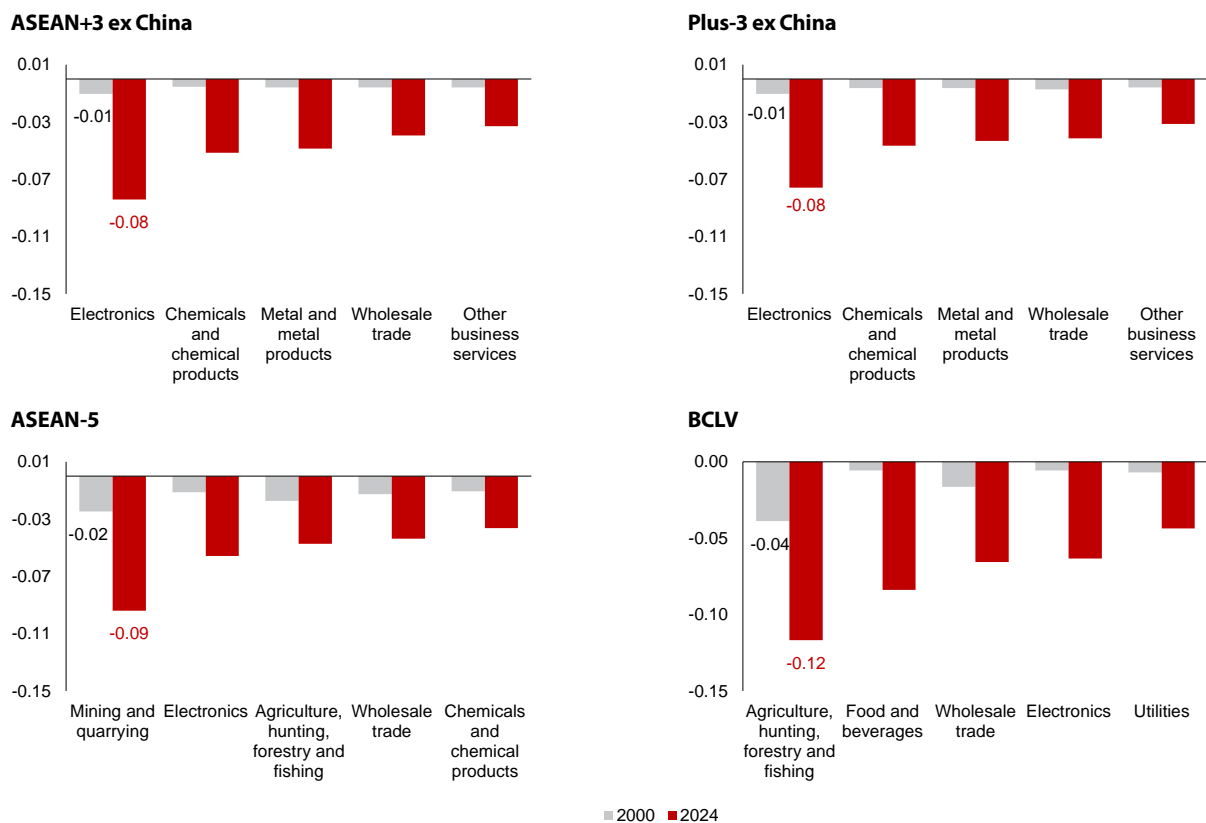 ASEAN+3 ex China
0.01
-0.03
-0.07
-0.11
-0.15
-0.01
-0.08
Electronics
Chemicals
and
chemical
products
Metal and
metal
products
Wholesale
trade
Other
business
services
Plus-3 ex China
0.01
-0.03
-0.07
-0.11
-0.15
-0.01
-0.08
Electronics
Chemicals
and
chemical
products
Metal and
metal
products
Wholesale
trade
Other
business
services
ASEAN-5
0.01
-0.03
-0.07
-0.11
-0.15
-0.02
-0.09
Mining and
quarrying
Electronics
Agriculture,
hunting,
forestry and
fishing
Wholesale
trade
Chemicals
and
chemical
products
BCLV
0.00
-0.05
-0.10
-0.15
-0.04
-0.12
Agriculture,
hunting,
forestry and
fishing
Food and
beverages
Wholesale
trade
Electronics
Utilities
2000 2024